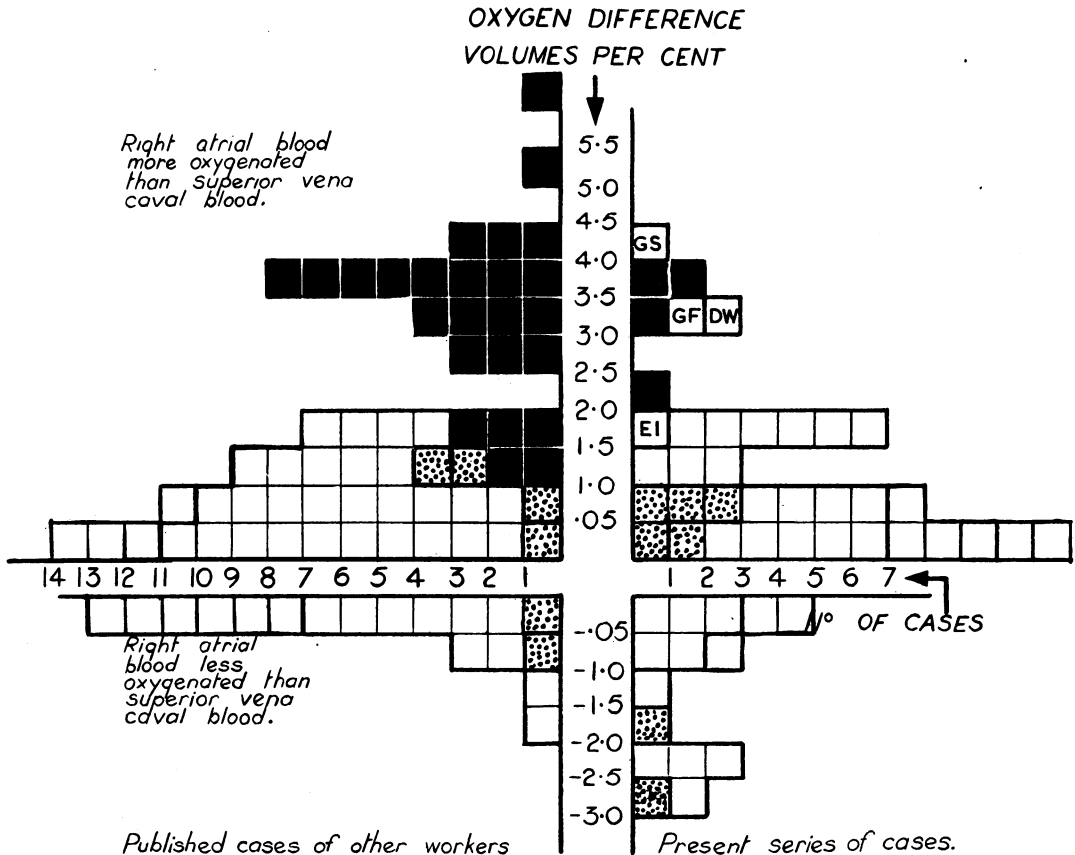 OXYGEN DIFFERENCE
VOLUMES PER CENT
Right atrial blood
more oxygenated
than superior vena
caval blood.
5·5
5·0
4·5
GS
4·0
3·5
GF DW
3·0
2·5
2·0
EI
1·5
1·0
·05
14 13 12 11 10 9 8 7 6 5 4 3 2 1
1 2 3 4 5 6 7
N° OF CASES
-·05
-1·0
-1·5
-2·0
-2·5
-3·0
Right atrial
blood less
oxygenated than
superior vena
caval blood.
Published cases of other workers
Present series of cases.